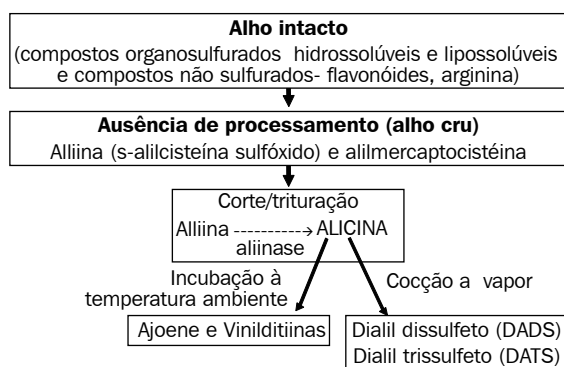 Alho intacto
(compostos organosulfurados hidrossolúveis e lipossolúveis
e compostos não sulfurados- flavonóides, arginina)
Ausência de processamento (alho cru)
Alliina (s-alilcisteína sulfóxido) e alilmercaptocistéina
Corte/trituração
Alliina -----------> ALICINA
aliinase
Incubação à
temperatura ambiente
Cocção a vapor
Ajoene e Vinilditiinas
Dialil dissulfeto (DADS)
Dialil trissulfeto (DATS)